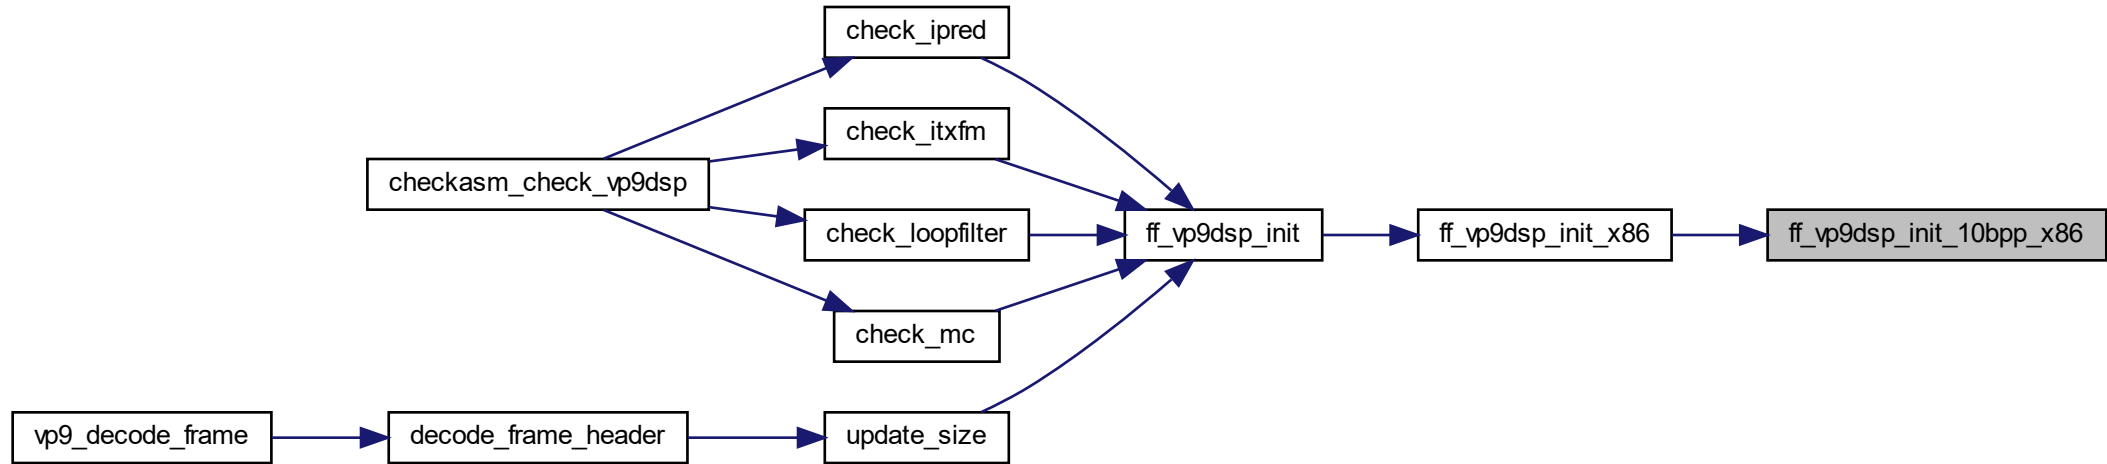 check_ipred
check_itxfm
checkasm_check_vp9dsp
check_loopfilter
ff_vp9dsp_init
ff_vp9dsp_init_x86
ff_vp9dsp_init_10bpp_x86
check_mc
vp9_decode_frame
decode_frame_header
update_size